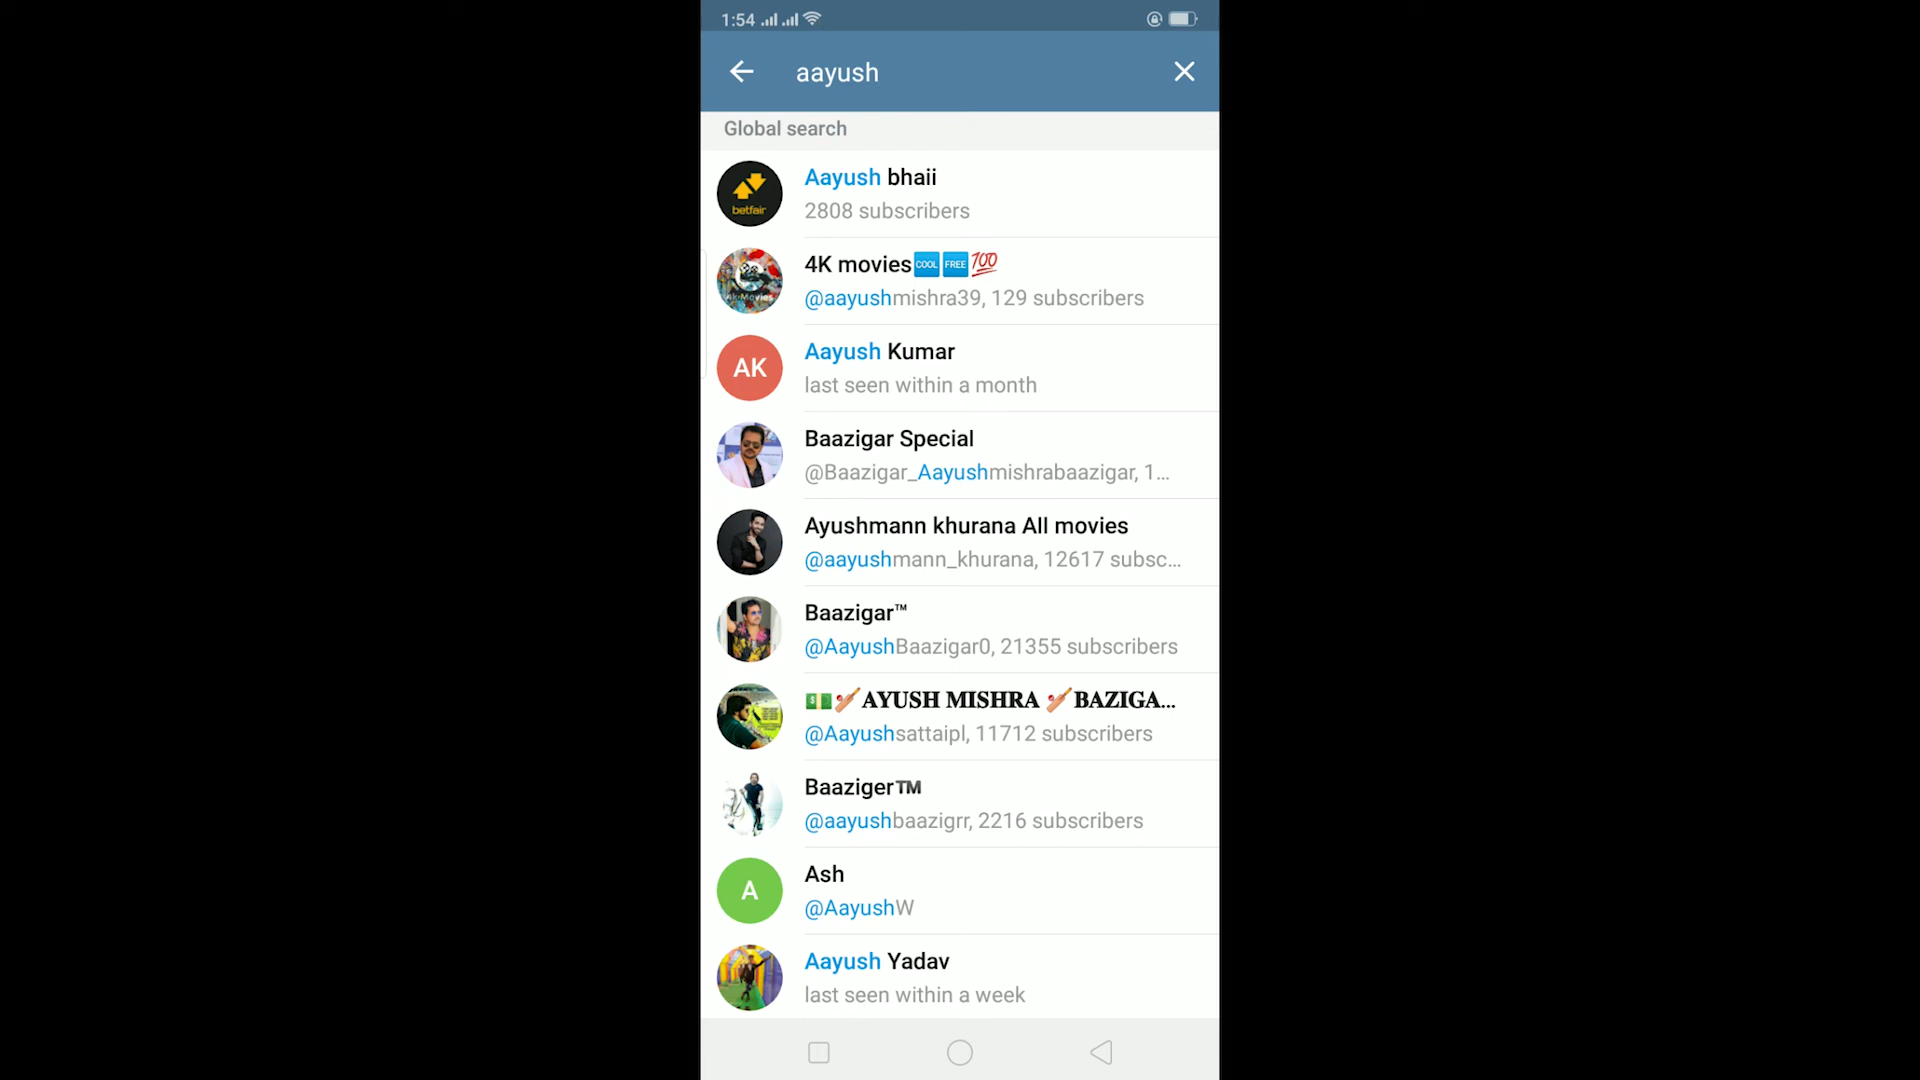 1:54
aayush
Global search
betfair
Aayush bhaii
2808 subscribers
4K movies🆒🆓💯
4k Movies
@aayushmishra39, 129 subscribers
AK
Aayush Kumar
last seen within a month
Baazigar Special
@Baazigar_Aayushmishrabaazigar, 1...
Ayushmann khurana All movies
@aayushmann_khurana, 12617 subsc...
Baazigar™
@AayushBaazigar0, 21355 subscribers
💵🏏AYUSH MISHRA 🏏BAZIGA...
@Aayushsattaipl, 11712 subscribers
Baaziger™️
@aayushbaazigrr, 2216 subscribers
A
Ash
@AayushW
Aayush Yadav
last seen within a week